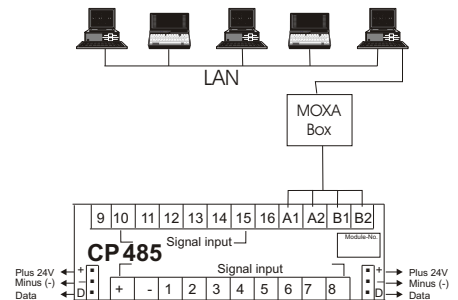 LAN
MOXA
Box
9 10 11 12 13 14 15 16 A1 A2 B1 B2
Signal input
Module-No.
CP 485
Signal input
Plus 24V + + Plus 24V
Minus (-) - + - 1 2 3 4 5 6 7 8 - Minus (-)
Data D D Data